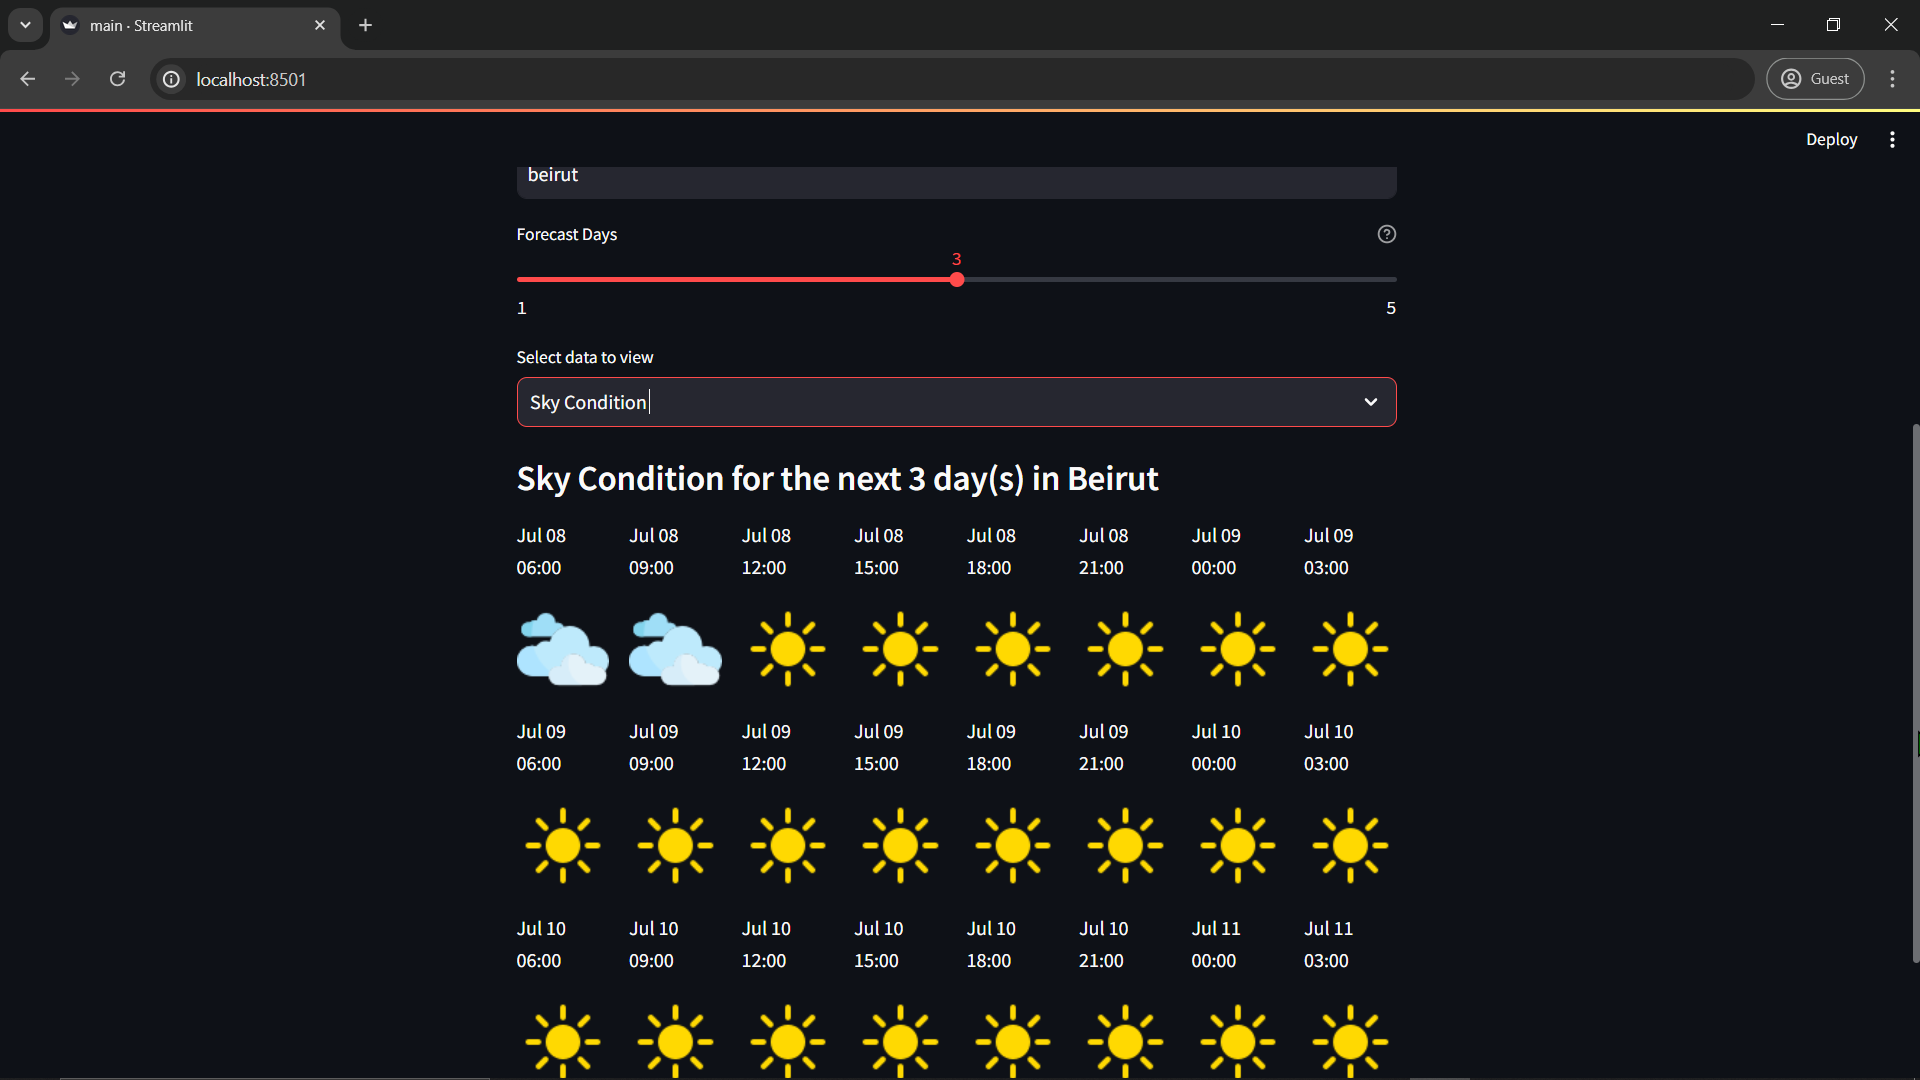 main · Streamlit
localhost:8501
Guest
Deploy
beirut
Forecast Days
3
1 5
Select data to view
Sky Condition
Sky Condition for the next 3 day(s) in Beirut
Jul 08 Jul 08 Jul 08 Jul 08 Jul 08 Jul 08 Jul 09 Jul 09
06:00 09:00 12:00 15:00 18:00 21:00 00:00 03:00
Jul 09 Jul 09 Jul 09 Jul 09 Jul 09 Jul 09 Jul 10 Jul 10
06:00 09:00 12:00 15:00 18:00 21:00 00:00 03:00
Jul 10 Jul 10 Jul 10 Jul 10 Jul 10 Jul 10 Jul 11 Jul 11
06:00 09:00 12:00 15:00 18:00 21:00 00:00 03:00